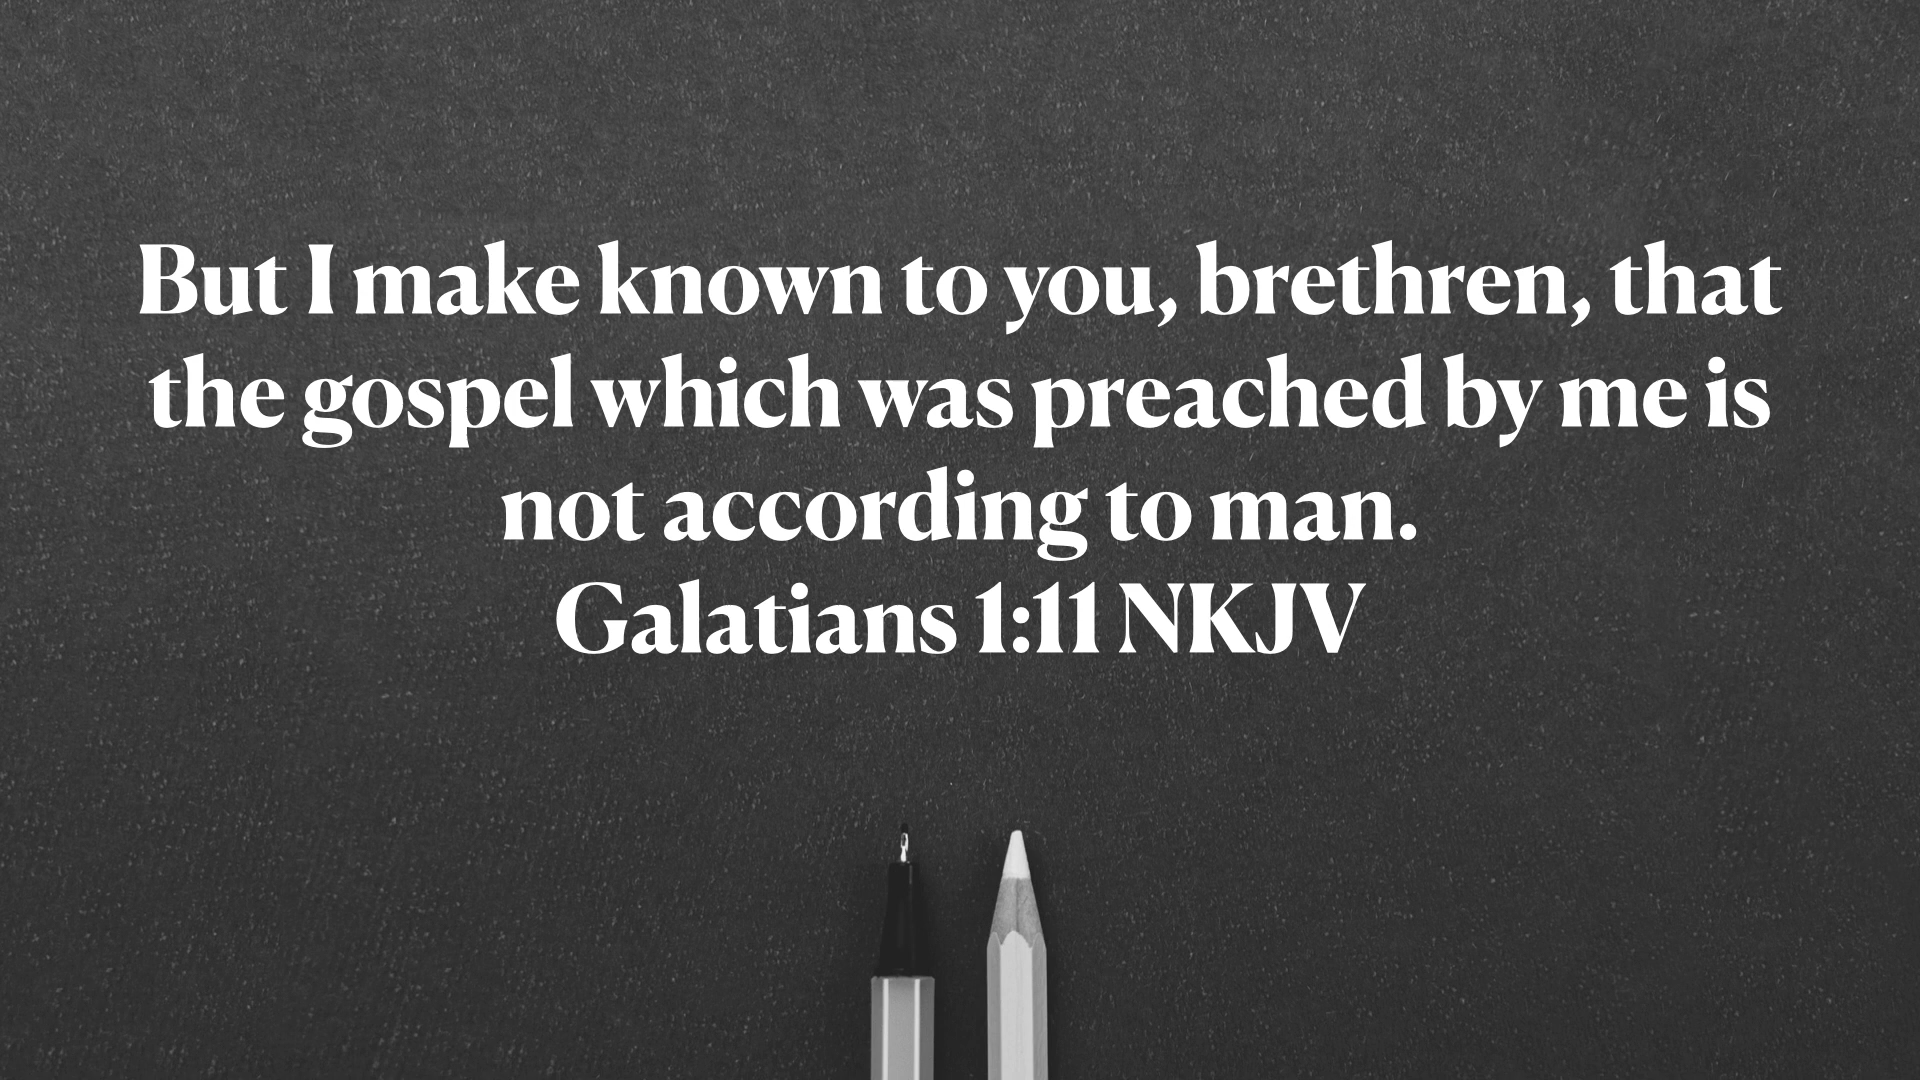 But I make known to you, brethren, that
the gospel which was preached by me is
not according to man.
Galatians 1:11 NKJV